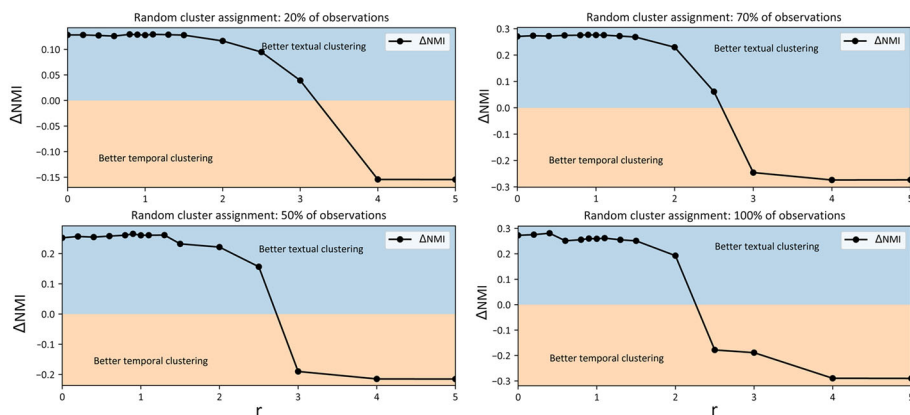 Random cluster assignment: 20% of observations
0.10
0.05
0.00
−0.05
−0.10
−0.15
ΔNMI
Better textual clustering
ΔNMI
Better temporal clustering
0 1 2 3 4 5
Random cluster assignment: 70% of observations
0.3
0.2
0.1
0.0
−0.1
−0.2
−0.3
ΔNMI
Better textual clustering
ΔNMI
Better temporal clustering
0 1 2 3 4 5
Random cluster assignment: 50% of observations
0.2
0.0
−0.2
ΔNMI
Better textual clustering
ΔNMI
Better temporal clustering
0 1 2 3 4 5
r
Random cluster assignment: 100% of observations
0.3
0.2
0.1
0.0
−0.1
−0.2
−0.3
ΔNMI
Better textual clustering
ΔNMI
Better temporal clustering
0 1 2 3 4 5
r